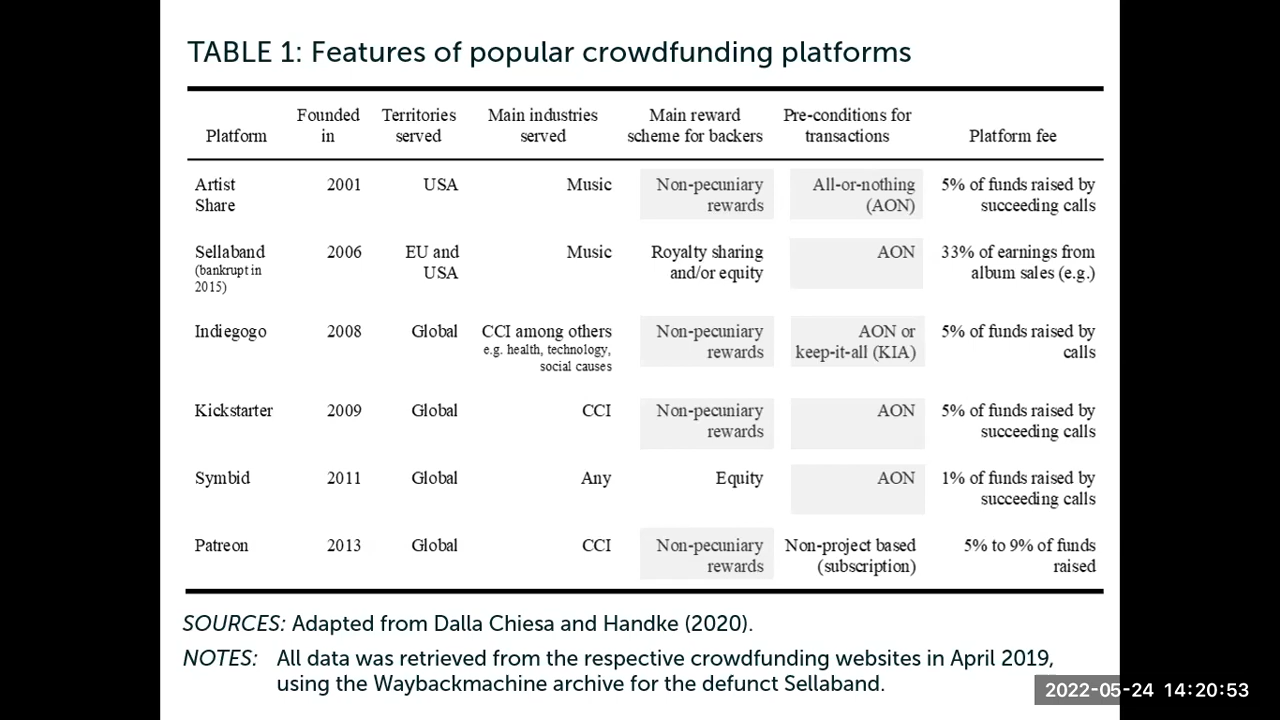 TABLE 1: Features of popular crowdfunding platforms
Platform Founded in Territories served Main industries served Main reward scheme for backers Pre-conditions for transactions Platform fee
Artist Share 2001 USA Music Non-pecuniary rewards All-or-nothing (AON) 5% of funds raised by succeeding calls
Sellaband (bankrupt in 2015) 2006 EU and USA Music Royalty sharing and/or equity AON 33% of earnings from album sales (e.g.)
Indiegogo 2008 Global CCI among others e.g. health, technology, social causes Non-pecuniary rewards AON or keep-it-all (KIA) 5% of funds raised by calls
Kickstarter 2009 Global CCI Non-pecuniary rewards AON 5% of funds raised by succeeding calls
Symbid 2011 Global Any Equity AON 1% of funds raised by succeeding calls
Patreon 2013 Global CCI Non-pecuniary rewards Non-project based (subscription) 5% to 9% of funds raised
SOURCES: Adapted from Dalla Chiesa and Handke (2020).
NOTES: All data was retrieved from the respective crowdfunding websites in April 2019,
using the Waybackmachine archive for the defunct Sellaband.
2022-05-24 14:20:53